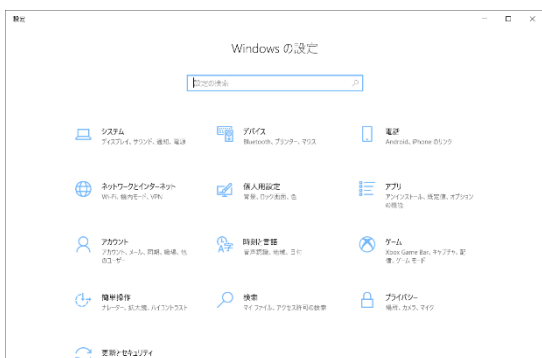 設定
Windows の設定
設定の検索
システム
ディスプレイ、サウンド、通知、電源
デバイス
Bluetooth、プリンター、マウス
電話
Android, iPhone のリンク
ネットワークとインターネット
Wi-Fi、機内モード、VPN
個人用設定
背景、ロック画面、色
アプリ
アンインストール、既定値、オプション
の機能
アカウント
アカウント、メール、同期、職場、他
のユーザー
時刻と言語
音声認識、地域、日付
ゲーム
Xbox Game Bar、キャプチャ、配
信、ゲーム モード
簡単操作
ナレーター、拡大鏡、ハイコントラスト
検索
マイ ファイル、アクセス許可の検索
プライバシー
場所、カメラ、マイク
更新とセキュリティ